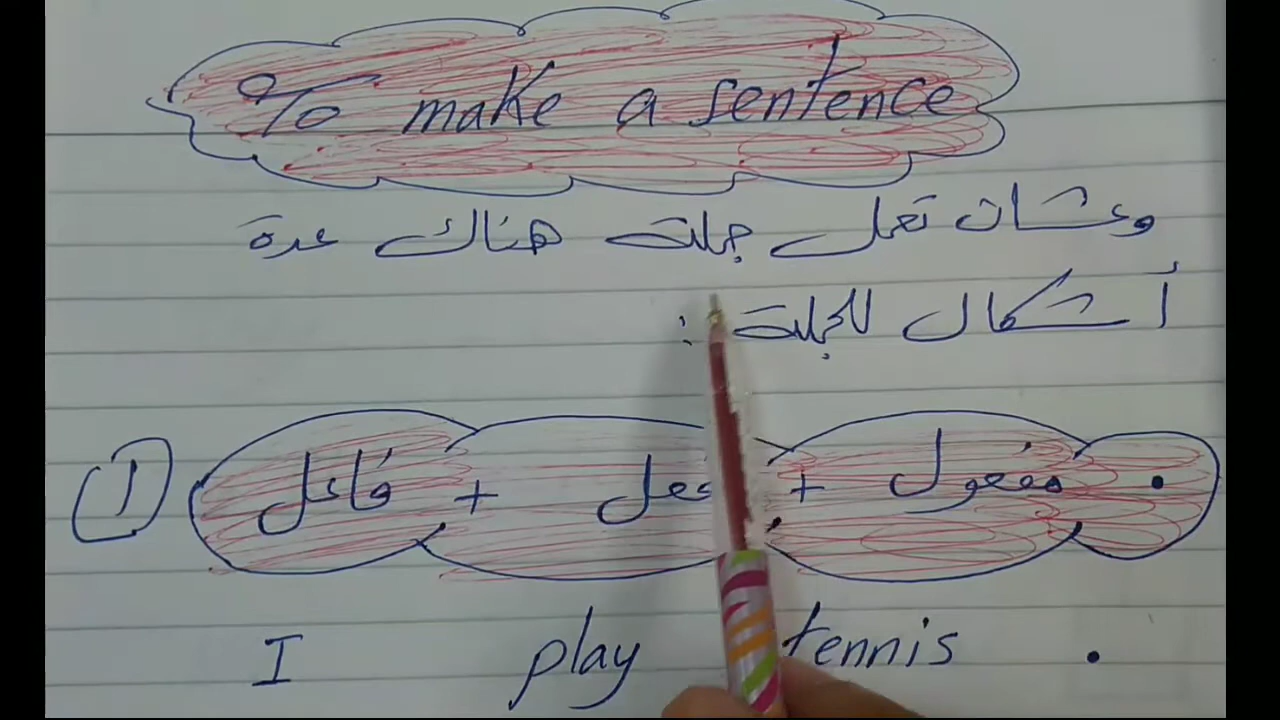 To make a sentence
وعشان تعمل جملة هناك عدة
أشكال للجملة :
1 فاعل + فعل + مفعول .
I play tennis .